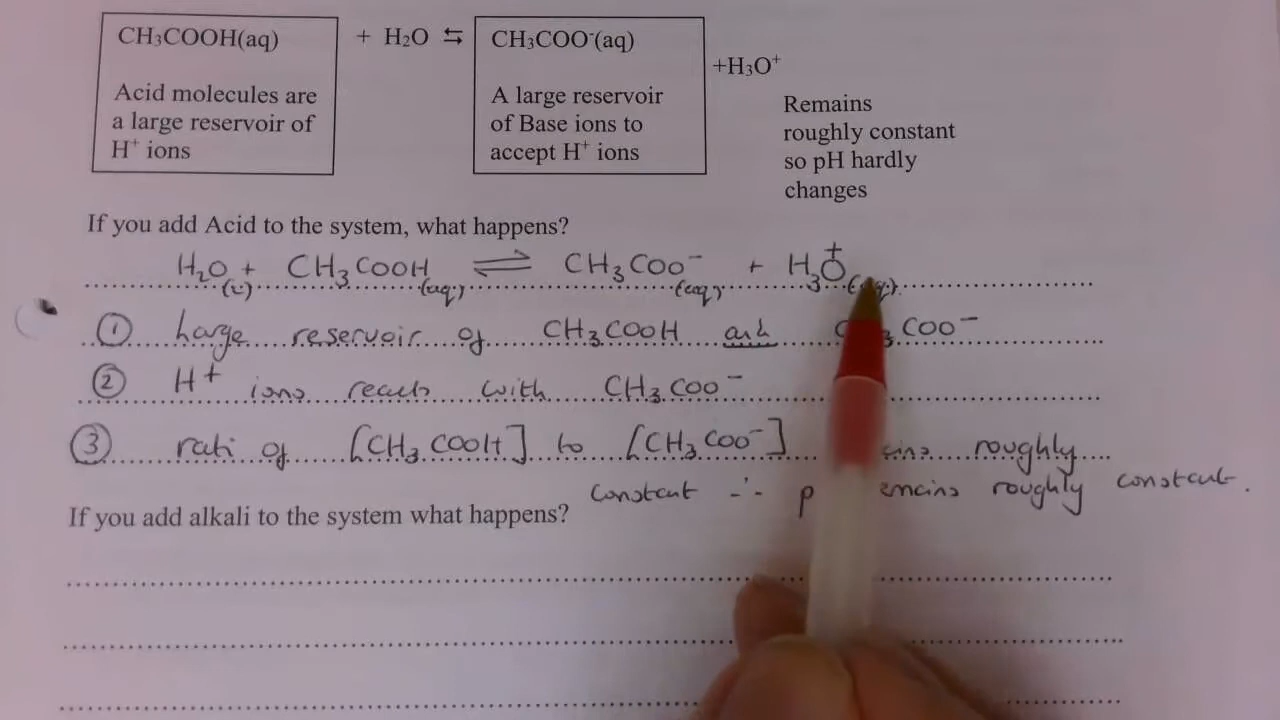 CH₃COOH(aq) + H₂O ⇆ CH₃COO⁻(aq)
+H₃O⁺
Acid molecules are
a large reservoir of
H⁺ ions
A large reservoir
of Base ions to
accept H⁺ ions
Remains
roughly constant
so pH hardly
changes
If you add Acid to the system, what happens?
H₂O(l) + CH₃COOH(aq) ⇌ CH₃COO⁻(aq) + H₃O⁺
① Large reservoir of CH₃COOH and COO⁻
② H⁺ ions reacts with CH₃COO⁻
③ rati of [CH₃COOH] to [CH₃COO⁻] roughly
constant ∴ roughly constant.
If you add alkali to the system what happens?